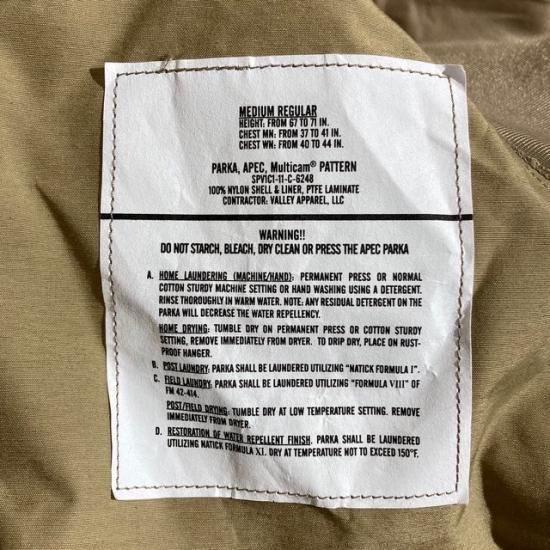 MEDIUM REGULAR
HEIGHT: FROM 67 TO 71 IN.
CHEST MN: FROM 37 TO 41 IN.
CHEST WN: FROM 40 TO 44 IN.
PARKA, APEC, Multicam® PATTERN
SPV1C1-11-C-6248
100% NYLON SHELL & LINER, PTFE LAMINATE
CONTRACTOR: VALLEY APPAREL, LLC
WARNING!!
DO NOT STARCH, BLEACH, DRY CLEAN OR PRESS THE APEC PARKA
A. HOME LAUNDERING (MACHINE/HAND): PERMANENT PRESS OR NORMAL
COTTON STURDY MACHINE SETTING OR HAND WASHING USING A DETERGENT.
RINSE THOROUGHLY IN WARM WATER. NOTE: ANY RESIDUAL DETERGENT ON THE
PARKA WILL DECREASE THE WATER REPELLENCY.
HOME DRYING: TUMBLE DRY ON PERMANENT PRESS OR COTTON STURDY
SETTING, REMOVE IMMEDIATELY FROM DRYER. TO DRIP DRY, PLACE ON RUST-
PROOF HANGER.
B. POST LAUNDRY: PARKA SHALL BE LAUNDERED UTILIZING "NATICK FORMULA I".
C. FIELD LAUNDRY: PARKA SHALL BE LAUNDERED UTILIZING "FORMULA VIII" OF
FM 42-414.
POST/FIELD DRYING: TUMBLE DRY AT LOW TEMPERATURE SETTING. REMOVE
IMMEDIATELY FROM DRYER.
D. RESTORATION OF WATER REPELLENT FINISH. PARKA SHALL BE LAUNDERED
UTILIZING NATICK FORMULA XI. DRY AT TEMPERATURE NOT TO EXCEED 150°F.